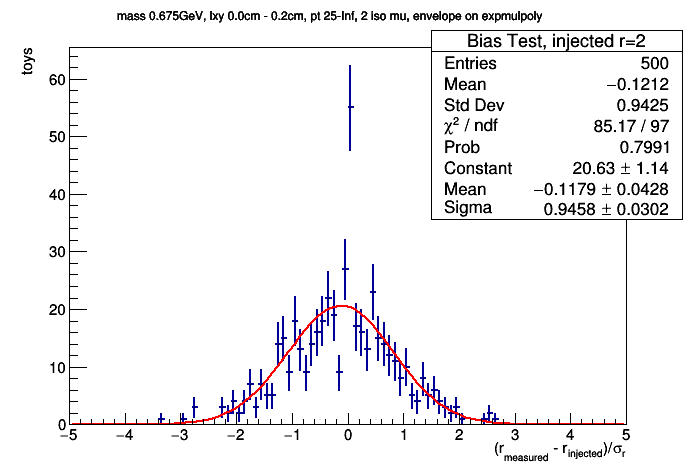 mass 0.675GeV, lxy 0.0cm - 0.2cm, pt 25-Inf, 2 iso mu, envelope on expmulpoly
Bias Test, injected r=2
Entries 500
Mean −0.1212
Std Dev 0.9425
χ² / ndf 85.17 / 97
Prob 0.7991
Constant 20.63 ± 1.14
Mean −0.1179 ± 0.0428
Sigma 0.9458 ± 0.0302
toys
60
50
40
30
20
10
0
−5 −4 −3 −2 −1 0 1 2 3 4 5
(r_measured - r_injected)/σ_r